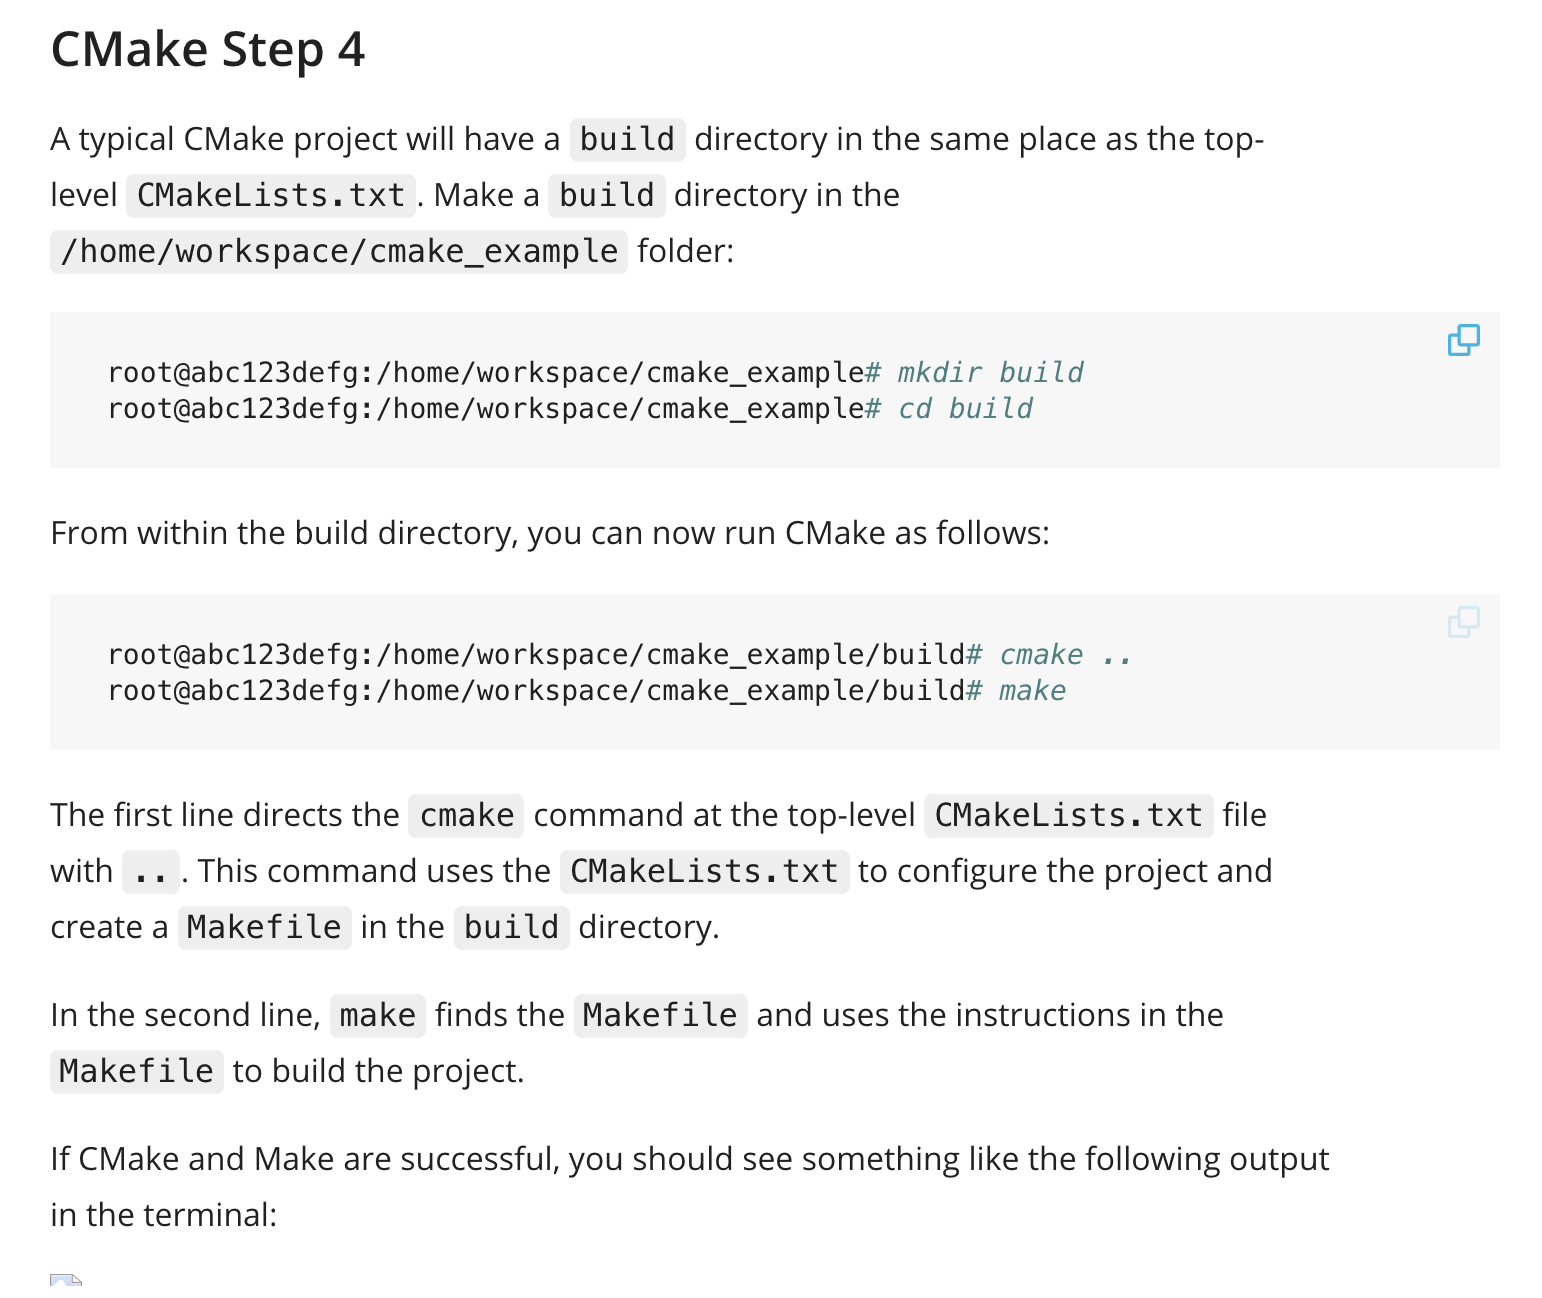 CMake Step 4
A typical CMake project will have a build directory in the same place as the top-
level CMakeLists.txt. Make a build directory in the
/home/workspace/cmake_example folder:
root@abc123defg:/home/workspace/cmake_example# mkdir build
root@abc123defg:/home/workspace/cmake_example# cd build
From within the build directory, you can now run CMake as follows:
root@abc123defg:/home/workspace/cmake_example/build# cmake ..
root@abc123defg:/home/workspace/cmake_example/build# make
The first line directs the cmake command at the top-level CMakeLists.txt file
with ... This command uses the CMakeLists.txt to configure the project and
create a Makefile in the build directory.
In the second line, make finds the Makefile and uses the instructions in the
Makefile to build the project.
If CMake and Make are successful, you should see something like the following output
in the terminal: